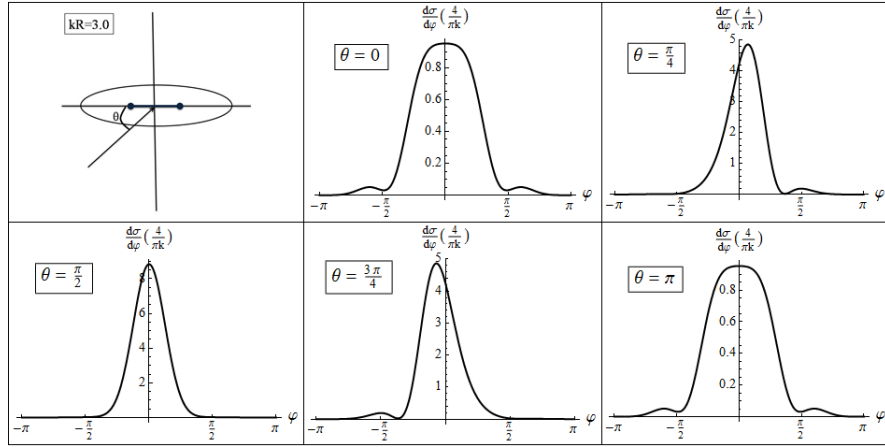 kR=3.0
θ
dσ/dφ (4/πk)
θ = 0
0.8
0.6
0.4
0.2
−π
−π/2
π/2
π
φ
dσ/dφ (4/πk)
θ = π/4
5
4
3
2
1
−π
−π/2
π/2
π
φ
dσ/dφ (4/πk)
θ = π/2
8
6
4
2
−π
−π/2
π/2
π
φ
dσ/dφ (4/πk)
θ = 3π/4
5
4
3
2
1
−π
−π/2
π/2
π
φ
dσ/dφ (4/πk)
θ = π
0.8
0.6
0.4
0.2
−π
−π/2
π/2
π
φ